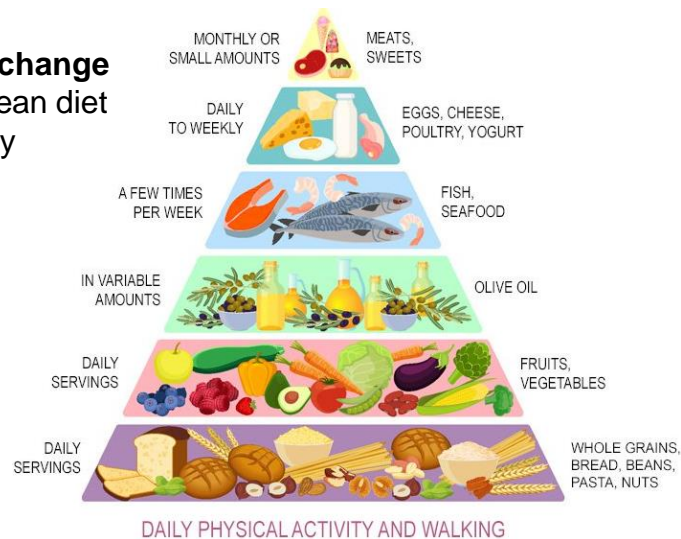 change
ean diet
y
MONTHLY OR
SMALL AMOUNTS
MEATS,
SWEETS
DAILY
TO WEEKLY
EGGS, CHEESE,
POULTRY, YOGURT
A FEW TIMES
PER WEEK
FISH,
SEAFOOD
IN VARIABLE
AMOUNTS
OLIVE OIL
DAILY
SERVINGS
FRUITS,
VEGETABLES
DAILY
SERVINGS
WHOLE GRAINS,
BREAD, BEANS,
PASTA, NUTS
DAILY PHYSICAL ACTIVITY AND WALKING